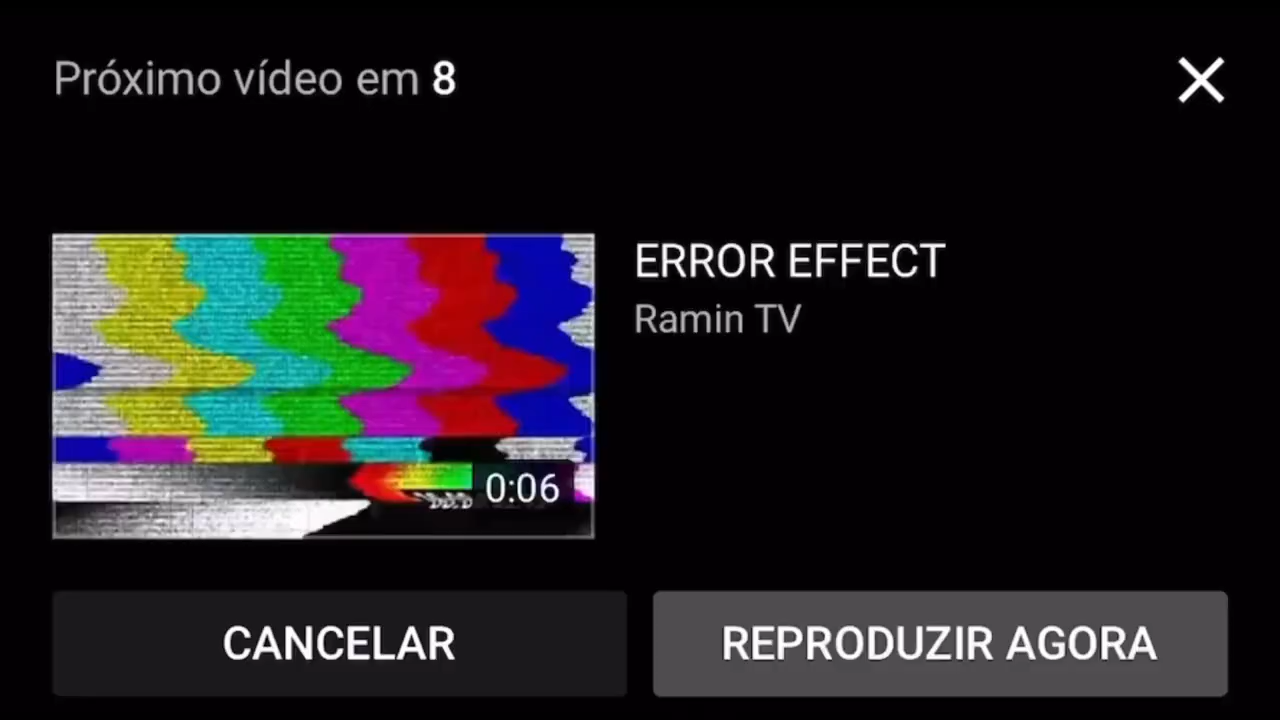 Próximo vídeo em 8
ERROR EFFECT
Ramin TV
0:06
CANCELAR
REPRODUZIR AGORA